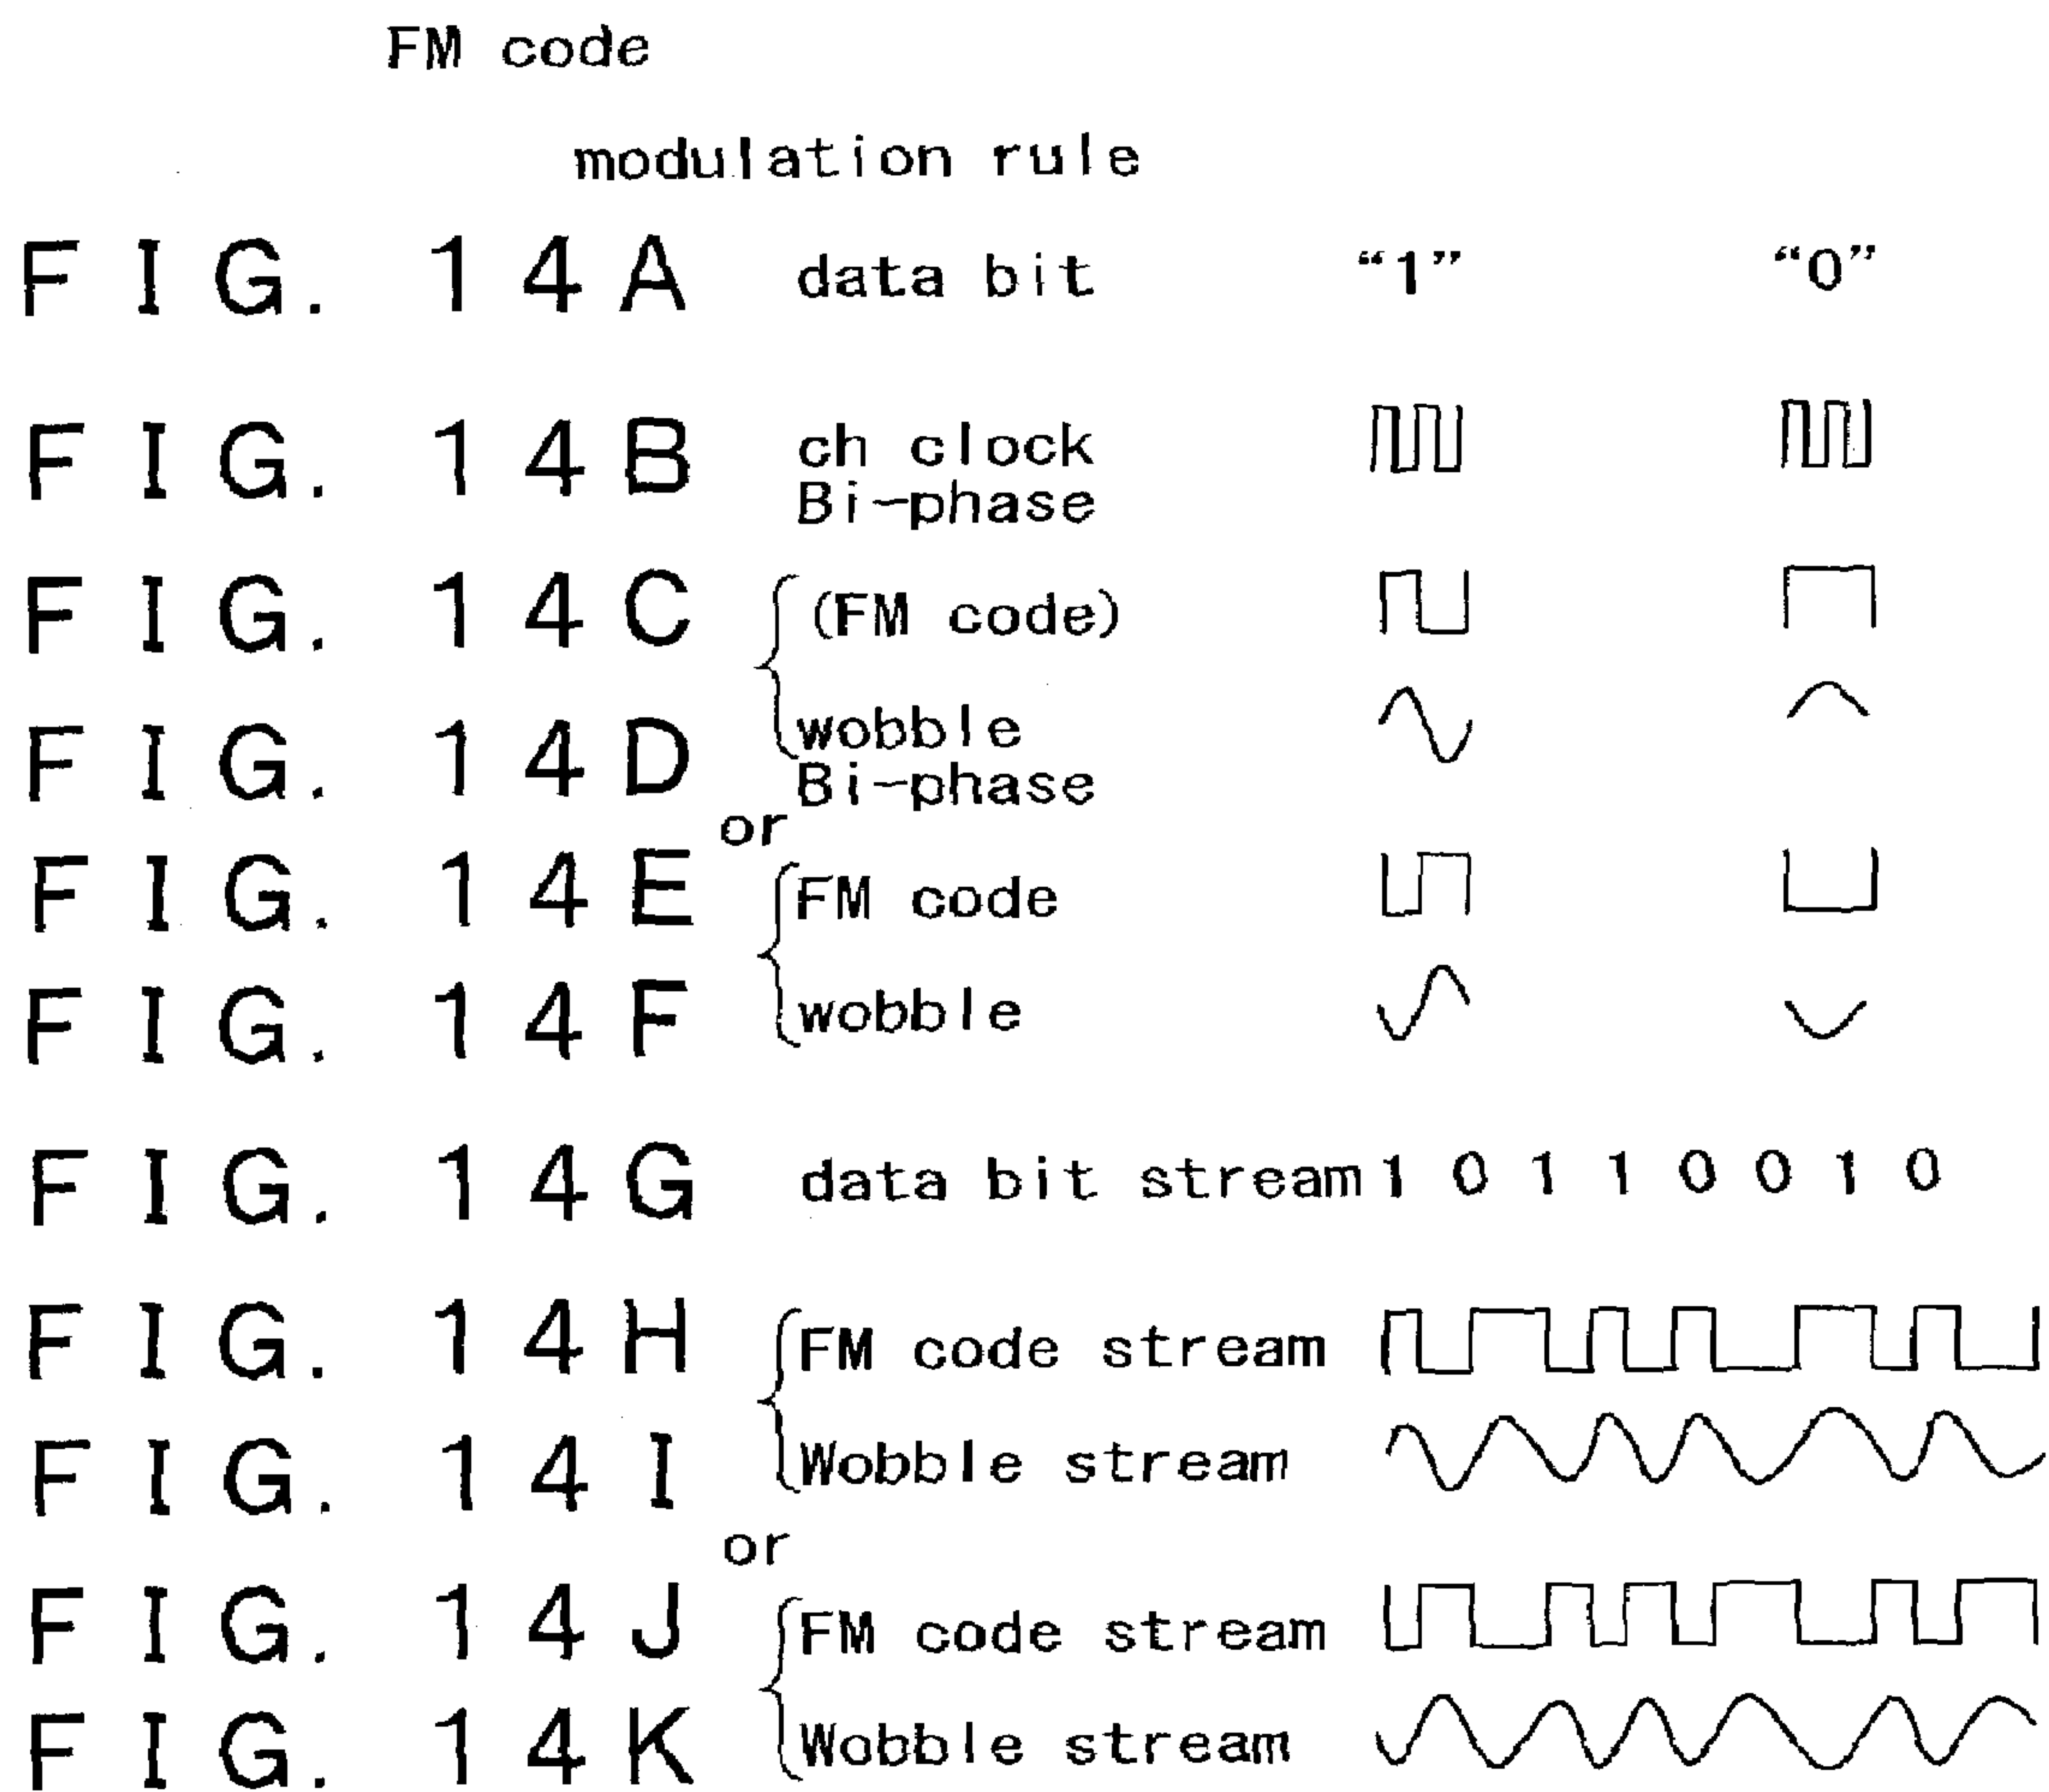 FM code
modulation rule
FIG. 14A data bit “1” “0”
FIG. 14B ch clock
Bi-phase
FIG. 14C (FM code)
FIG. 14D wobble
Bi-phase
or
FIG. 14E FM code
FIG. 14F wobble
FIG. 14G data bit stream 1 0 1 1 0 0 1 0
FIG. 14H FM code stream
FIG. 14I Wobble stream
or
FIG. 14J FM code stream
FIG. 14K Wobble stream